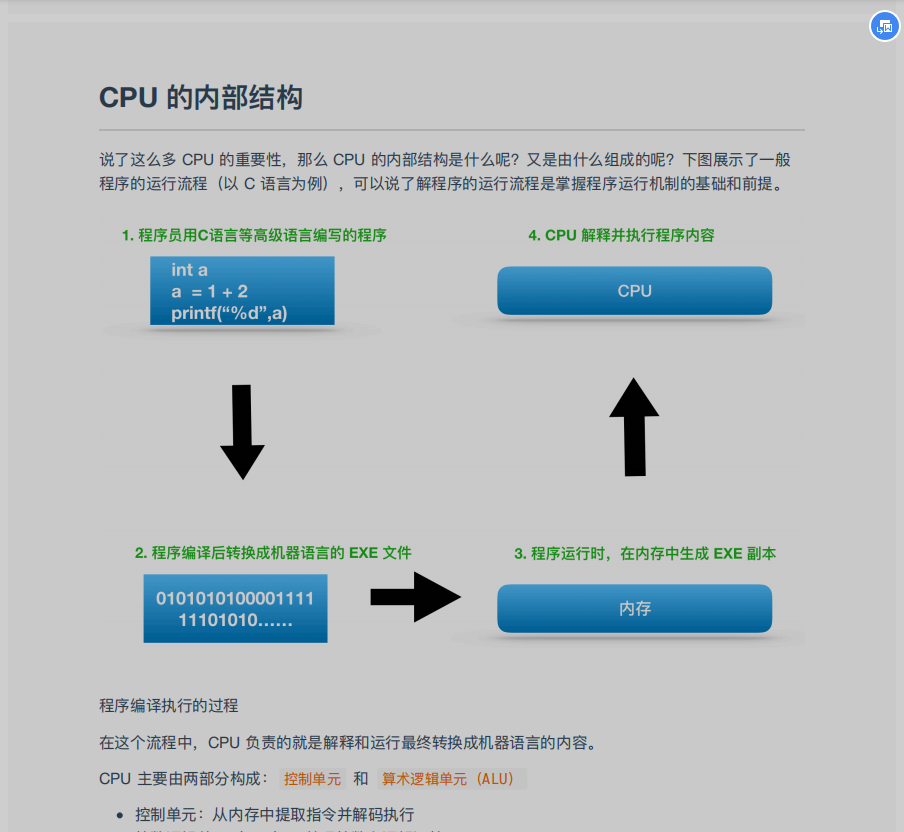 CPU 的内部结构
说了这么多 CPU 的重要性，那么 CPU 的内部结构是什么呢？又是由什么组成的呢？下图展示了一般
程序的运行流程（以 C 语言为例），可以说了解程序的运行流程是掌握程序运行机制的基础和前提。
1. 程序员用C语言等高级语言编写的程序
int a
a = 1 + 2
printf(“%d”,a)
4. CPU 解释并执行程序内容
CPU
2. 程序编译后转换成机器语言的 EXE 文件
0101010100001111
11101010……
3. 程序运行时，在内存中生成 EXE 副本
内存
程序编译执行的过程
在这个流程中，CPU 负责的就是解释和运行最终转换成机器语言的内容。
CPU 主要由两部分构成： 控制单元 和 算术逻辑单元（ALU）
控制单元：从内存中提取指令并解码执行